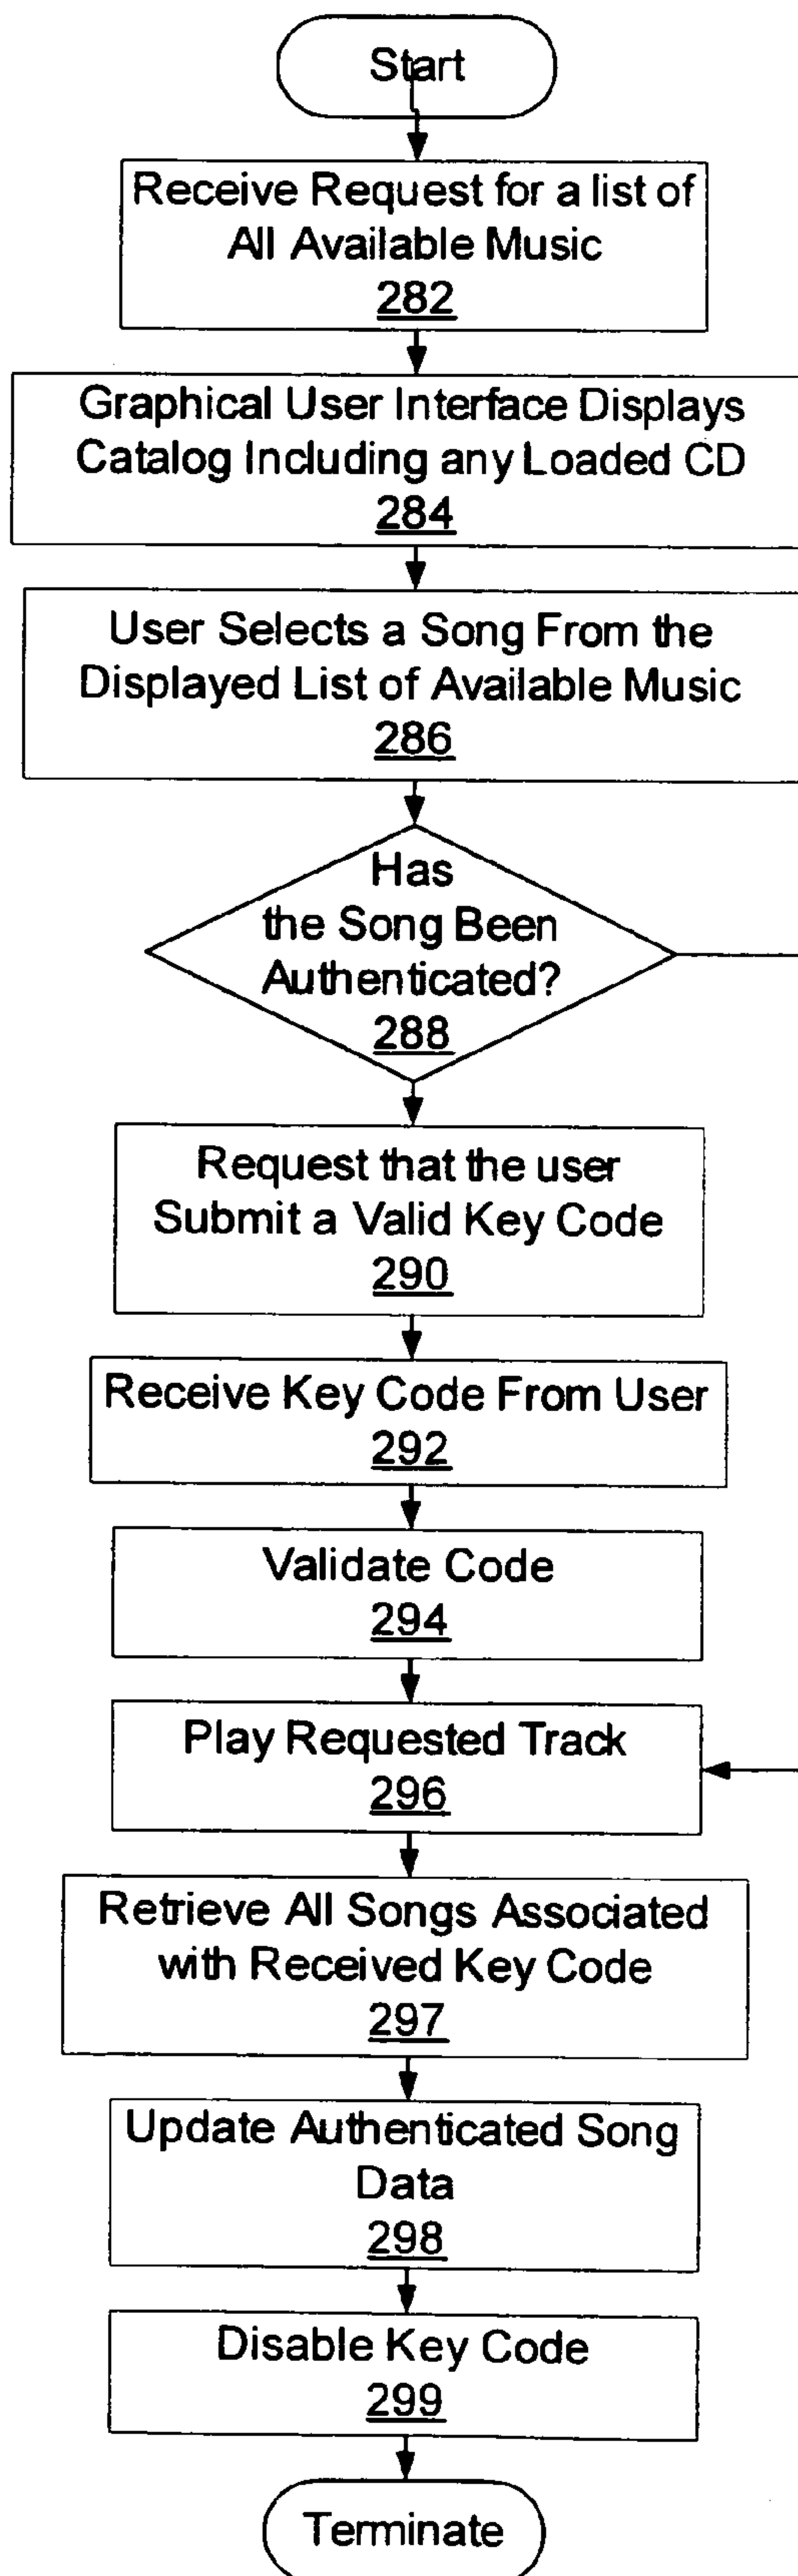 Start
Receive Request for a list of
All Available Music
282
Graphical User Interface Displays
Catalog Including any Loaded CD
284
User Selects a Song From the
Displayed List of Available Music
286
Has
the Song Been
Authenticated?
288
Request that the user
Submit a Valid Key Code
290
Receive Key Code From User
292
Validate Code
294
Play Requested Track
296
Retrieve All Songs Associated
with Received Key Code
297
Update Authenticated Song
Data
298
Disable Key Code
299
Terminate